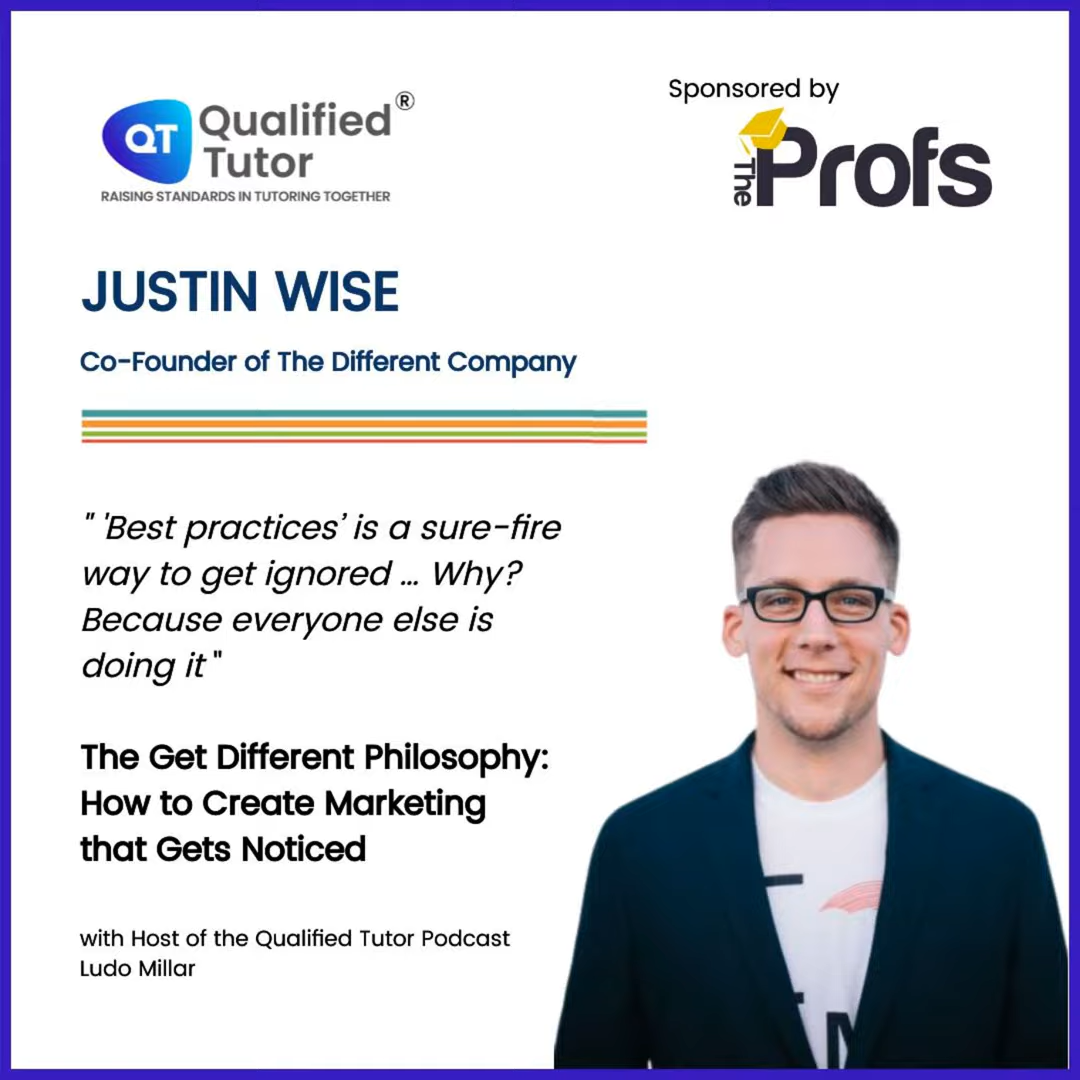 QT Qualified®
Tutor
RAISING STANDARDS IN TUTORING TOGETHER
Sponsored by
The Profs
JUSTIN WISE
Co-Founder of The Different Company
" 'Best practices’ is a sure-fire
way to get ignored ... Why?
Because everyone else is
doing it "
The Get Different Philosophy:
How to Create Marketing
that Gets Noticed
with Host of the Qualified Tutor Podcast
Ludo Millar